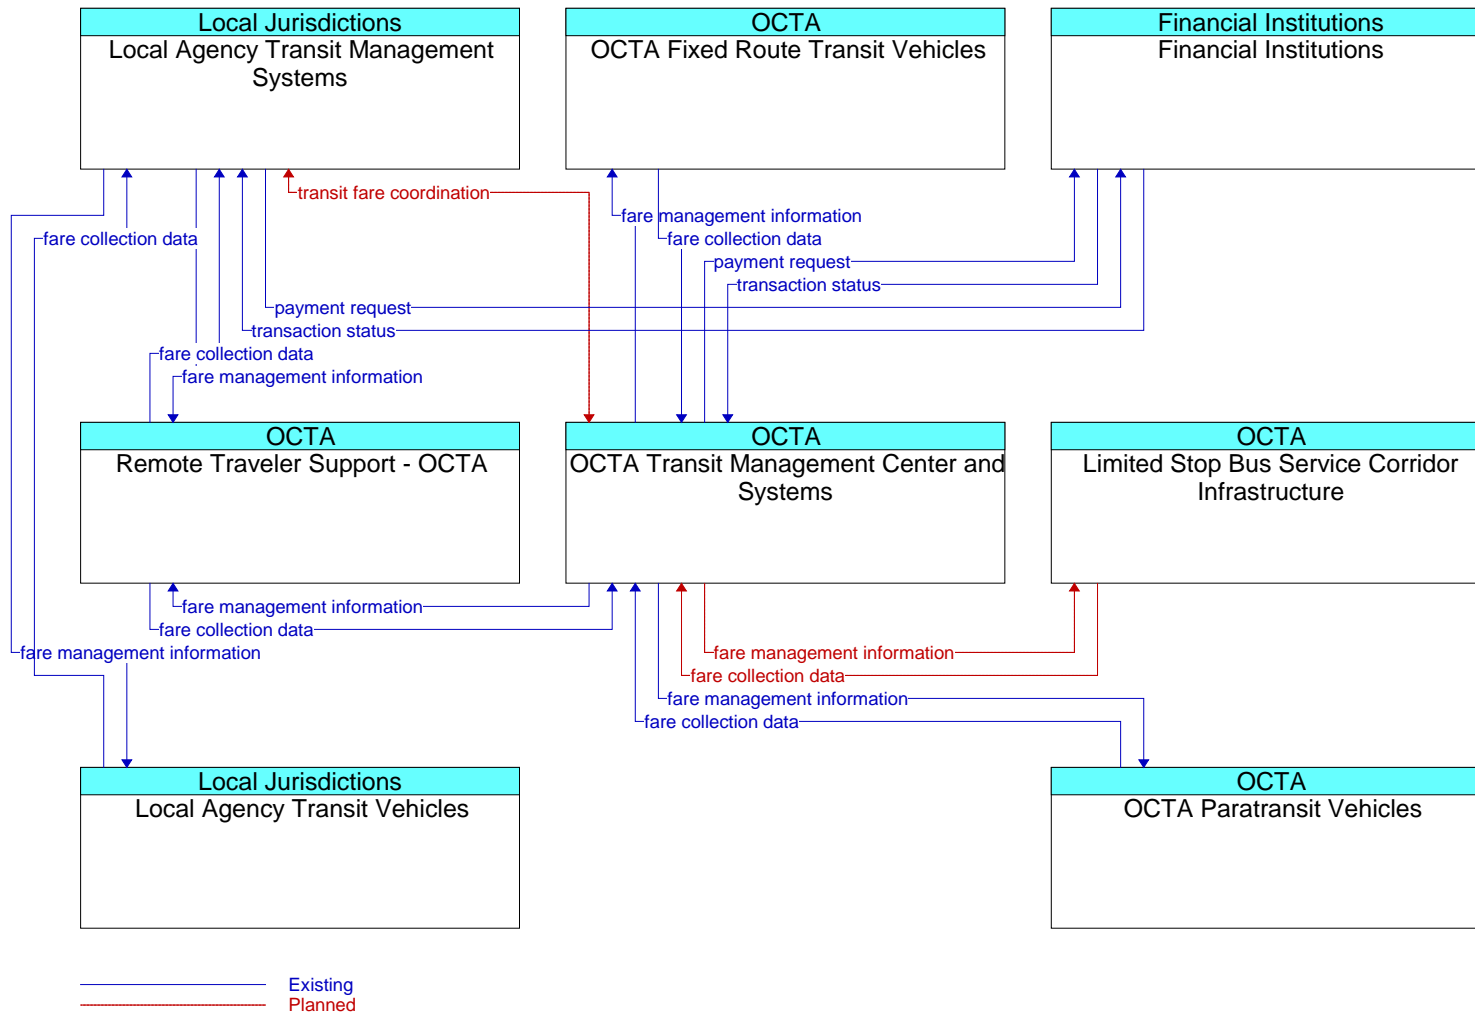 Local Jurisdictions
Local Agency Transit Management
Systems
OCTA
OCTA Fixed Route Transit Vehicles
Financial Institutions
Financial Institutions
transit fare coordination
fare management information
fare collection data
fare collection data
payment request
transaction status
payment request
transaction status
fare collection data
fare management information
OCTA
Remote Traveler Support - OCTA
OCTA
OCTA Transit Management Center and
Systems
OCTA
Limited Stop Bus Service Corridor
Infrastructure
fare management information
fare collection data
fare management information
fare management information
fare collection data
fare management information
fare collection data
Local Jurisdictions
Local Agency Transit Vehicles
OCTA
OCTA Paratransit Vehicles
Existing
Planned